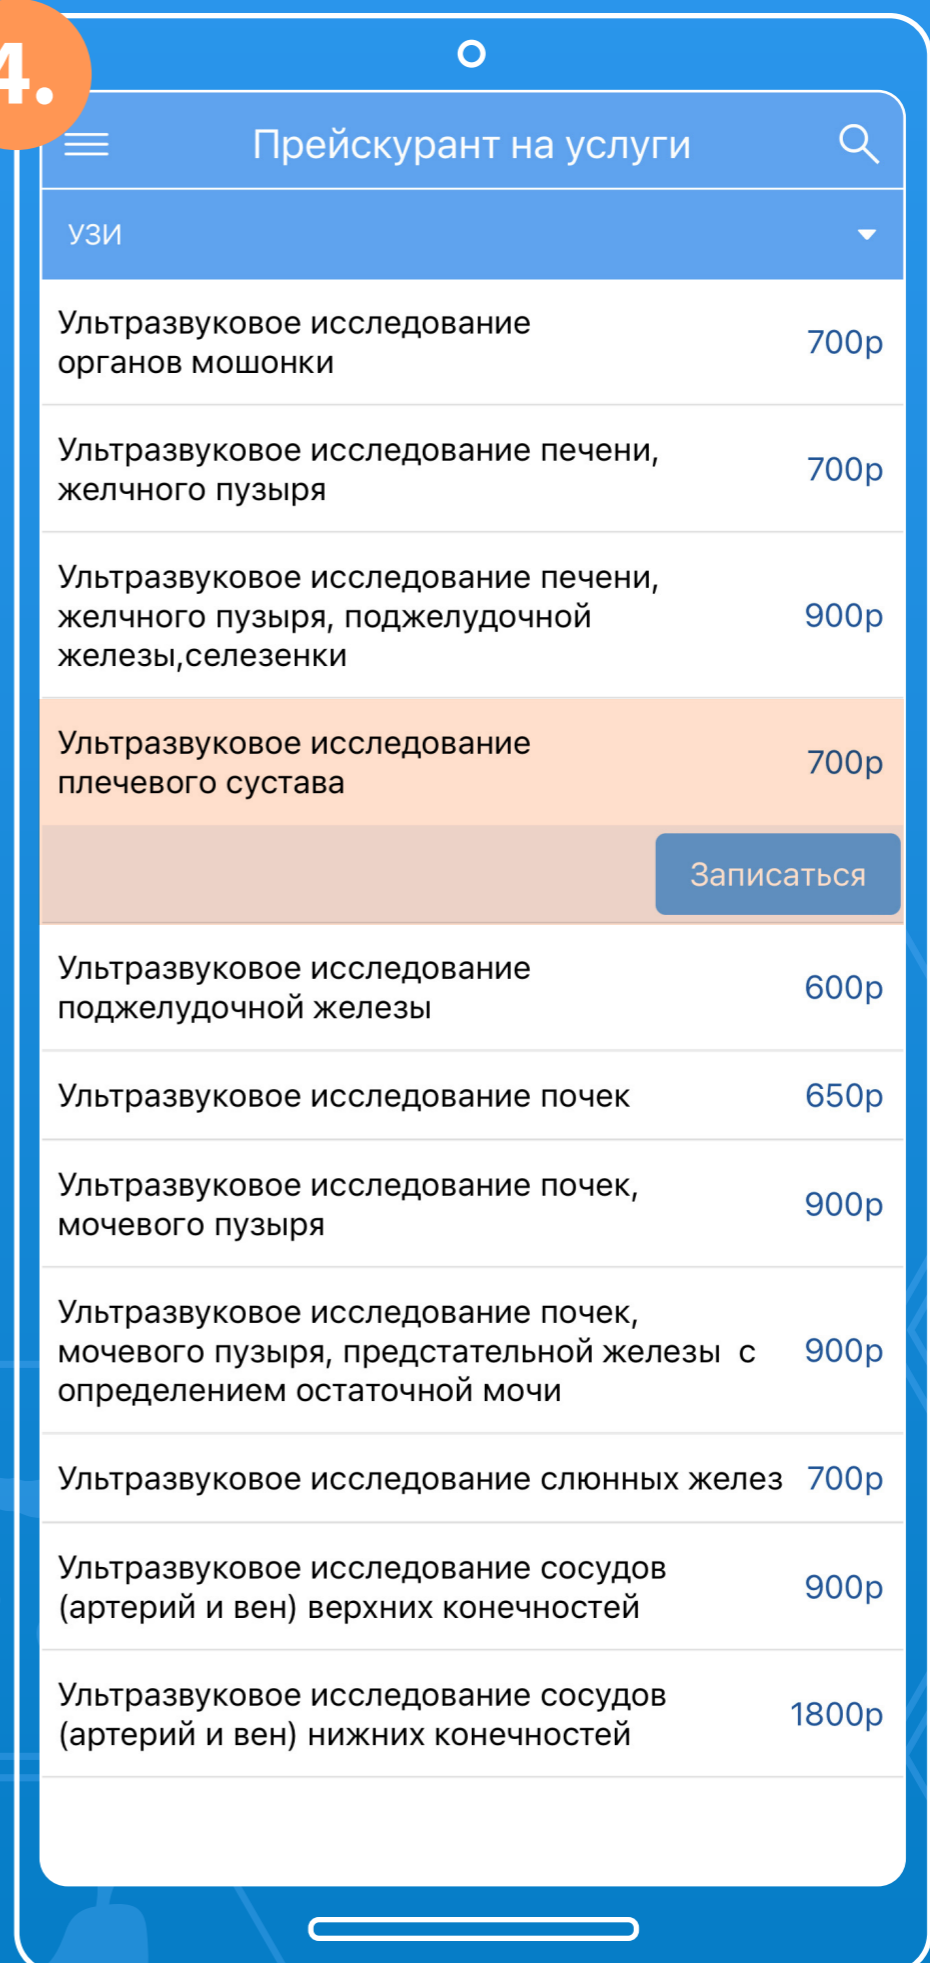 4.
Прейскурант на услуги
УЗИ
Ультразвуковое исследование
органов мошонки
700р
Ультразвуковое исследование печени,
желчного пузыря
700р
Ультразвуковое исследование печени,
желчного пузыря, поджелудочной
железы,селезенки
900р
Ультразвуковое исследование
плечевого сустава
700р
Записаться
Ультразвуковое исследование
поджелудочной железы
600р
Ультразвуковое исследование почек
650р
Ультразвуковое исследование почек,
мочевого пузыря
900р
Ультразвуковое исследование почек,
мочевого пузыря, предстательной железы  с
определением остаточной мочи
900р
Ультразвуковое исследование слюнных желез
700р
Ультразвуковое исследование сосудов
(артерий и вен) верхних конечностей
900р
Ультразвуковое исследование сосудов
(артерий и вен) нижних конечностей
1800р